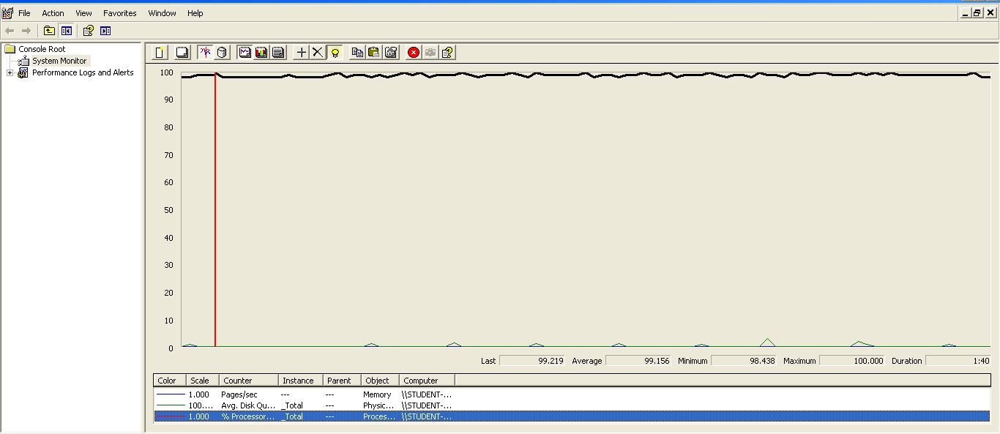 File Action View Favorites Window Help
Console Root
System Monitor
Performance Logs and Alerts
100
90
80
70
60
50
40
30
20
10
0
Last 99.219 Average 99.156 Minimum 98.438 Maximum 100.000 Duration 1:40
Color Scale Counter Instance Parent Object Computer
1.000 Pages/sec --- --- Memory \\STUDENT-...
100.... Avg. Disk Qu... _Total --- Physic... \\STUDENT-...
1.000 % Processor... _Total --- Proces... \\STUDENT-...